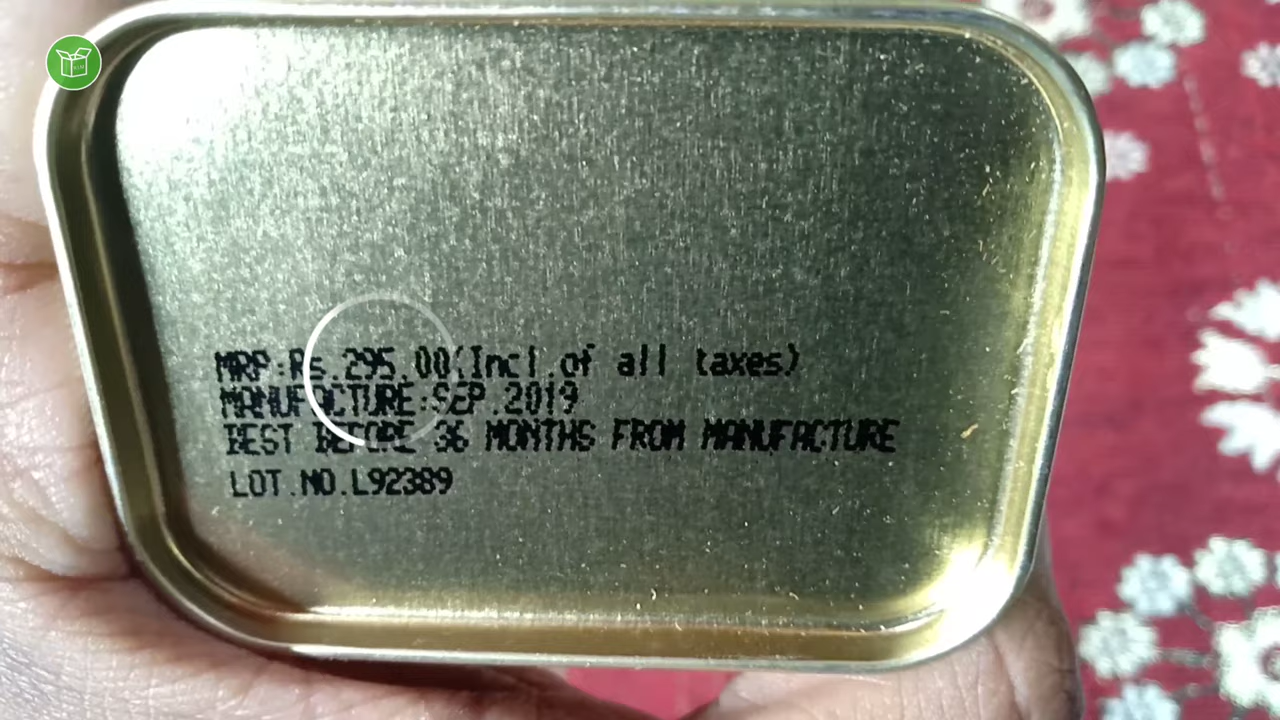 MRP:Rs.295.00(Incl.of all taxes)
MANUFACTURE:SEP.2019
BEST BEFORE 36 MONTHS FROM MANUFACTURE
LOT.NO.L92389